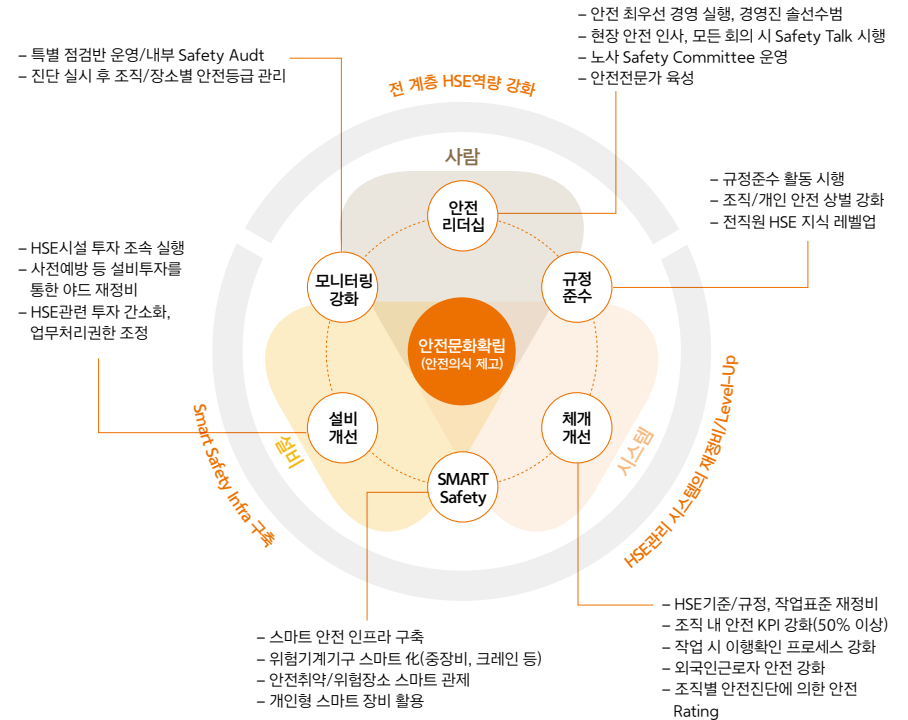 – 안전 최우선 경영 실행, 경영진 솔선수범
– 현장 안전 인사, 모든 회의 시 Safety Talk 시행
– 노사 Safety Committee 운영
– 안전전문가 육성
– 특별 점검반 운영/내부 Safety Audt
– 진단 실시 후 조직/장소별 안전등급 관리
전 계층 HSE역량 강화
사람
– 규정준수 활동 시행
– 조직/개인 안전 상벌 강화
– 전직원 HSE 지식 레벨업
안전
리더십
– HSE시설 투자 조속 실행
– 사전예방 등 설비투자를
통한 야드 재정비
– HSE관련 투자 간소화,
업무처리권한 조정
모니터링
강화
규정
준수
안전문화확립
(안전의식 제고)
설비
개선
체개
개선
설비
시스템
SMART
Safety
Smart Safety Infra 구축
HSE관리 시스템의 재정비/Level-Up
– 스마트 안전 인프라 구축
– 위험기계기구 스마트 化(중장비, 크레인 등)
– 안전취약/위험장소 스마트 관제
– 개인형 스마트 장비 활용
– HSE기준/규정, 작업표준 재정비
– 조직 내 안전 KPI 강화(50% 이상)
– 작업 시 이행확인 프로세스 강화
– 외국인근로자 안전 강화
– 조직별 안전진단에 의한 안전
Rating